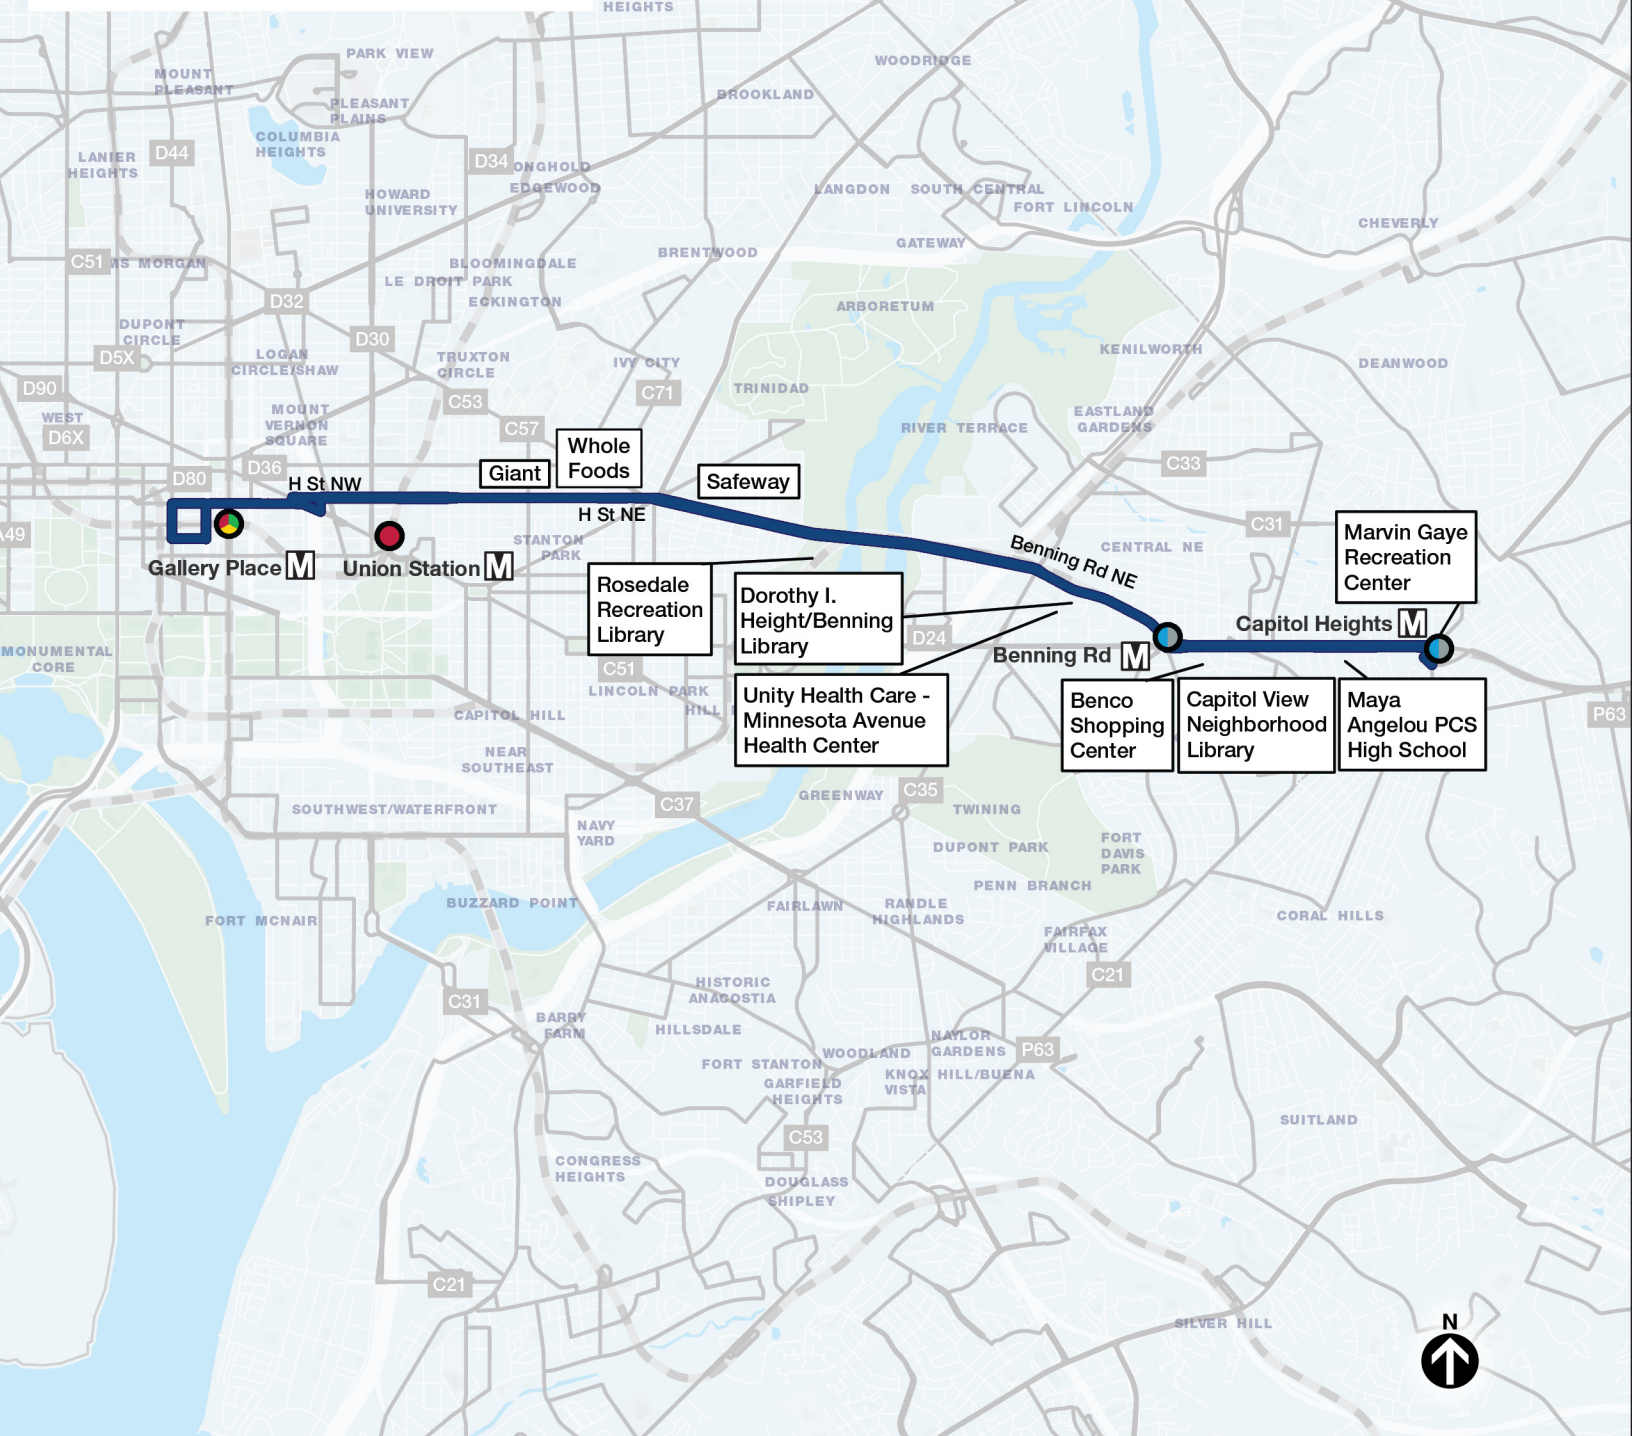 HEIGHTS
PARK VIEW
WOODRIDGE
MOUNT
PLEASANT
BROOKLAND
PLEASANT
PLAINS
COLUMBIA
HEIGHTS
D44
LANIER
HEIGHTS
D34
ONGHOLD
EDGEWOOD
HOWARD
UNIVERSITY
LANGDON
SOUTH CENTRAL
FORT LINCOLN
CHEVERLY
GATEWAY
BRENTWOOD
C51
MS MORGAN
BLOOMINGDALE
LE DROIT PARK
ECKINGTON
D32
ARBORETUM
DUPONT
CIRCLE
D30
D5X
LOGAN
CIRCLE/SHAW
TRUXTON
CIRCLE
IVY CITY
KENILWORTH
DEANWOOD
D90
C53
C71
TRINIDAD
WEST
D6X
MOUNT
VERNON
SQUARE
C57
RIVER TERRACE
EASTLAND
GARDENS
Whole
Foods
Giant
Safeway
C33
D80
D36
H St NW
H St NE
C31
A49
STANTON
PARK
Gallery Place M
Union Station M
Benning Rd NE
CENTRAL NE
Marvin Gaye
Recreation
Center
Rosedale
Recreation
Library
Dorothy I.
Height/Benning
Library
D24
Capitol Heights M
Benning Rd M
MONUMENTAL
CORE
C51
LINCOLN PARK
HILL
CAPITOL HILL
Unity Health Care -
Minnesota Avenue
Health Center
Benco
Shopping
Center
Capitol View
Neighborhood
Library
Maya
Angelou PCS
High School
P63
NEAR
SOUTHEAST
SOUTHWEST/WATERFRONT
NAVY
YARD
C37
GREENWAY
C35
TWINING
DUPONT PARK
FORT
DAVIS
PARK
PENN BRANCH
FORT MCNAIR
BUZZARD POINT
FAIRLAWN
RANDLE
HIGHLANDS
CORAL HILLS
FAIRFAX
VILLAGE
C21
C31
HISTORIC
ANACOSTIA
BARRY
FARM
HILLSDALE
NAYLOR
GARDENS
P63
FORT STANTON
WOODLAND
KNOX HILL/BUENA
VISTA
GARFIELD
HEIGHTS
SUITLAND
C53
CONGRESS
HEIGHTS
DOUGLASS
SHIPLEY
C21
SILVER HILL
N